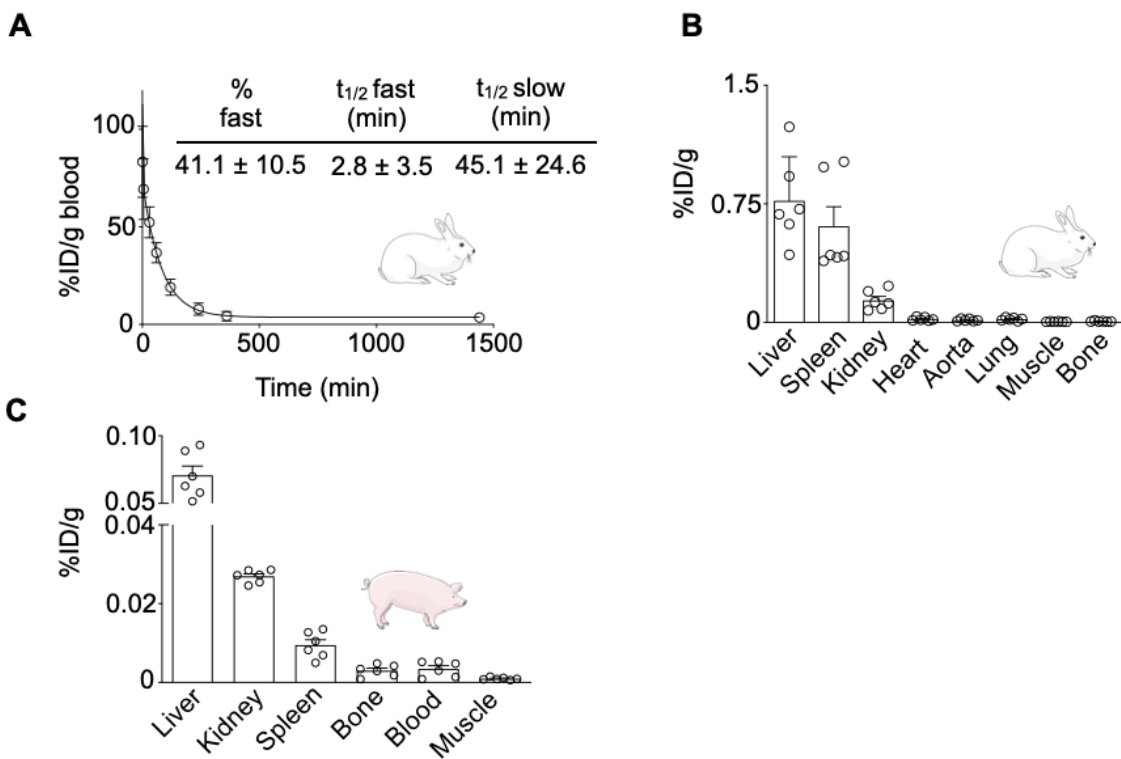 A
% t1/2 fast t1/2 slow
fast (min) (min)
41.1 ± 10.5 2.8 ± 3.5 45.1 ± 24.6
%ID/g blood
100
50
0
0 500 1000 1500
Time (min)
B
%ID/g
1.5
0.75
0
Liver Spleen Kidney Heart Aorta Lung Muscle Bone
C
%ID/g
0.10
0.05
0.04
0.02
0
Liver Kidney Spleen Bone Blood Muscle